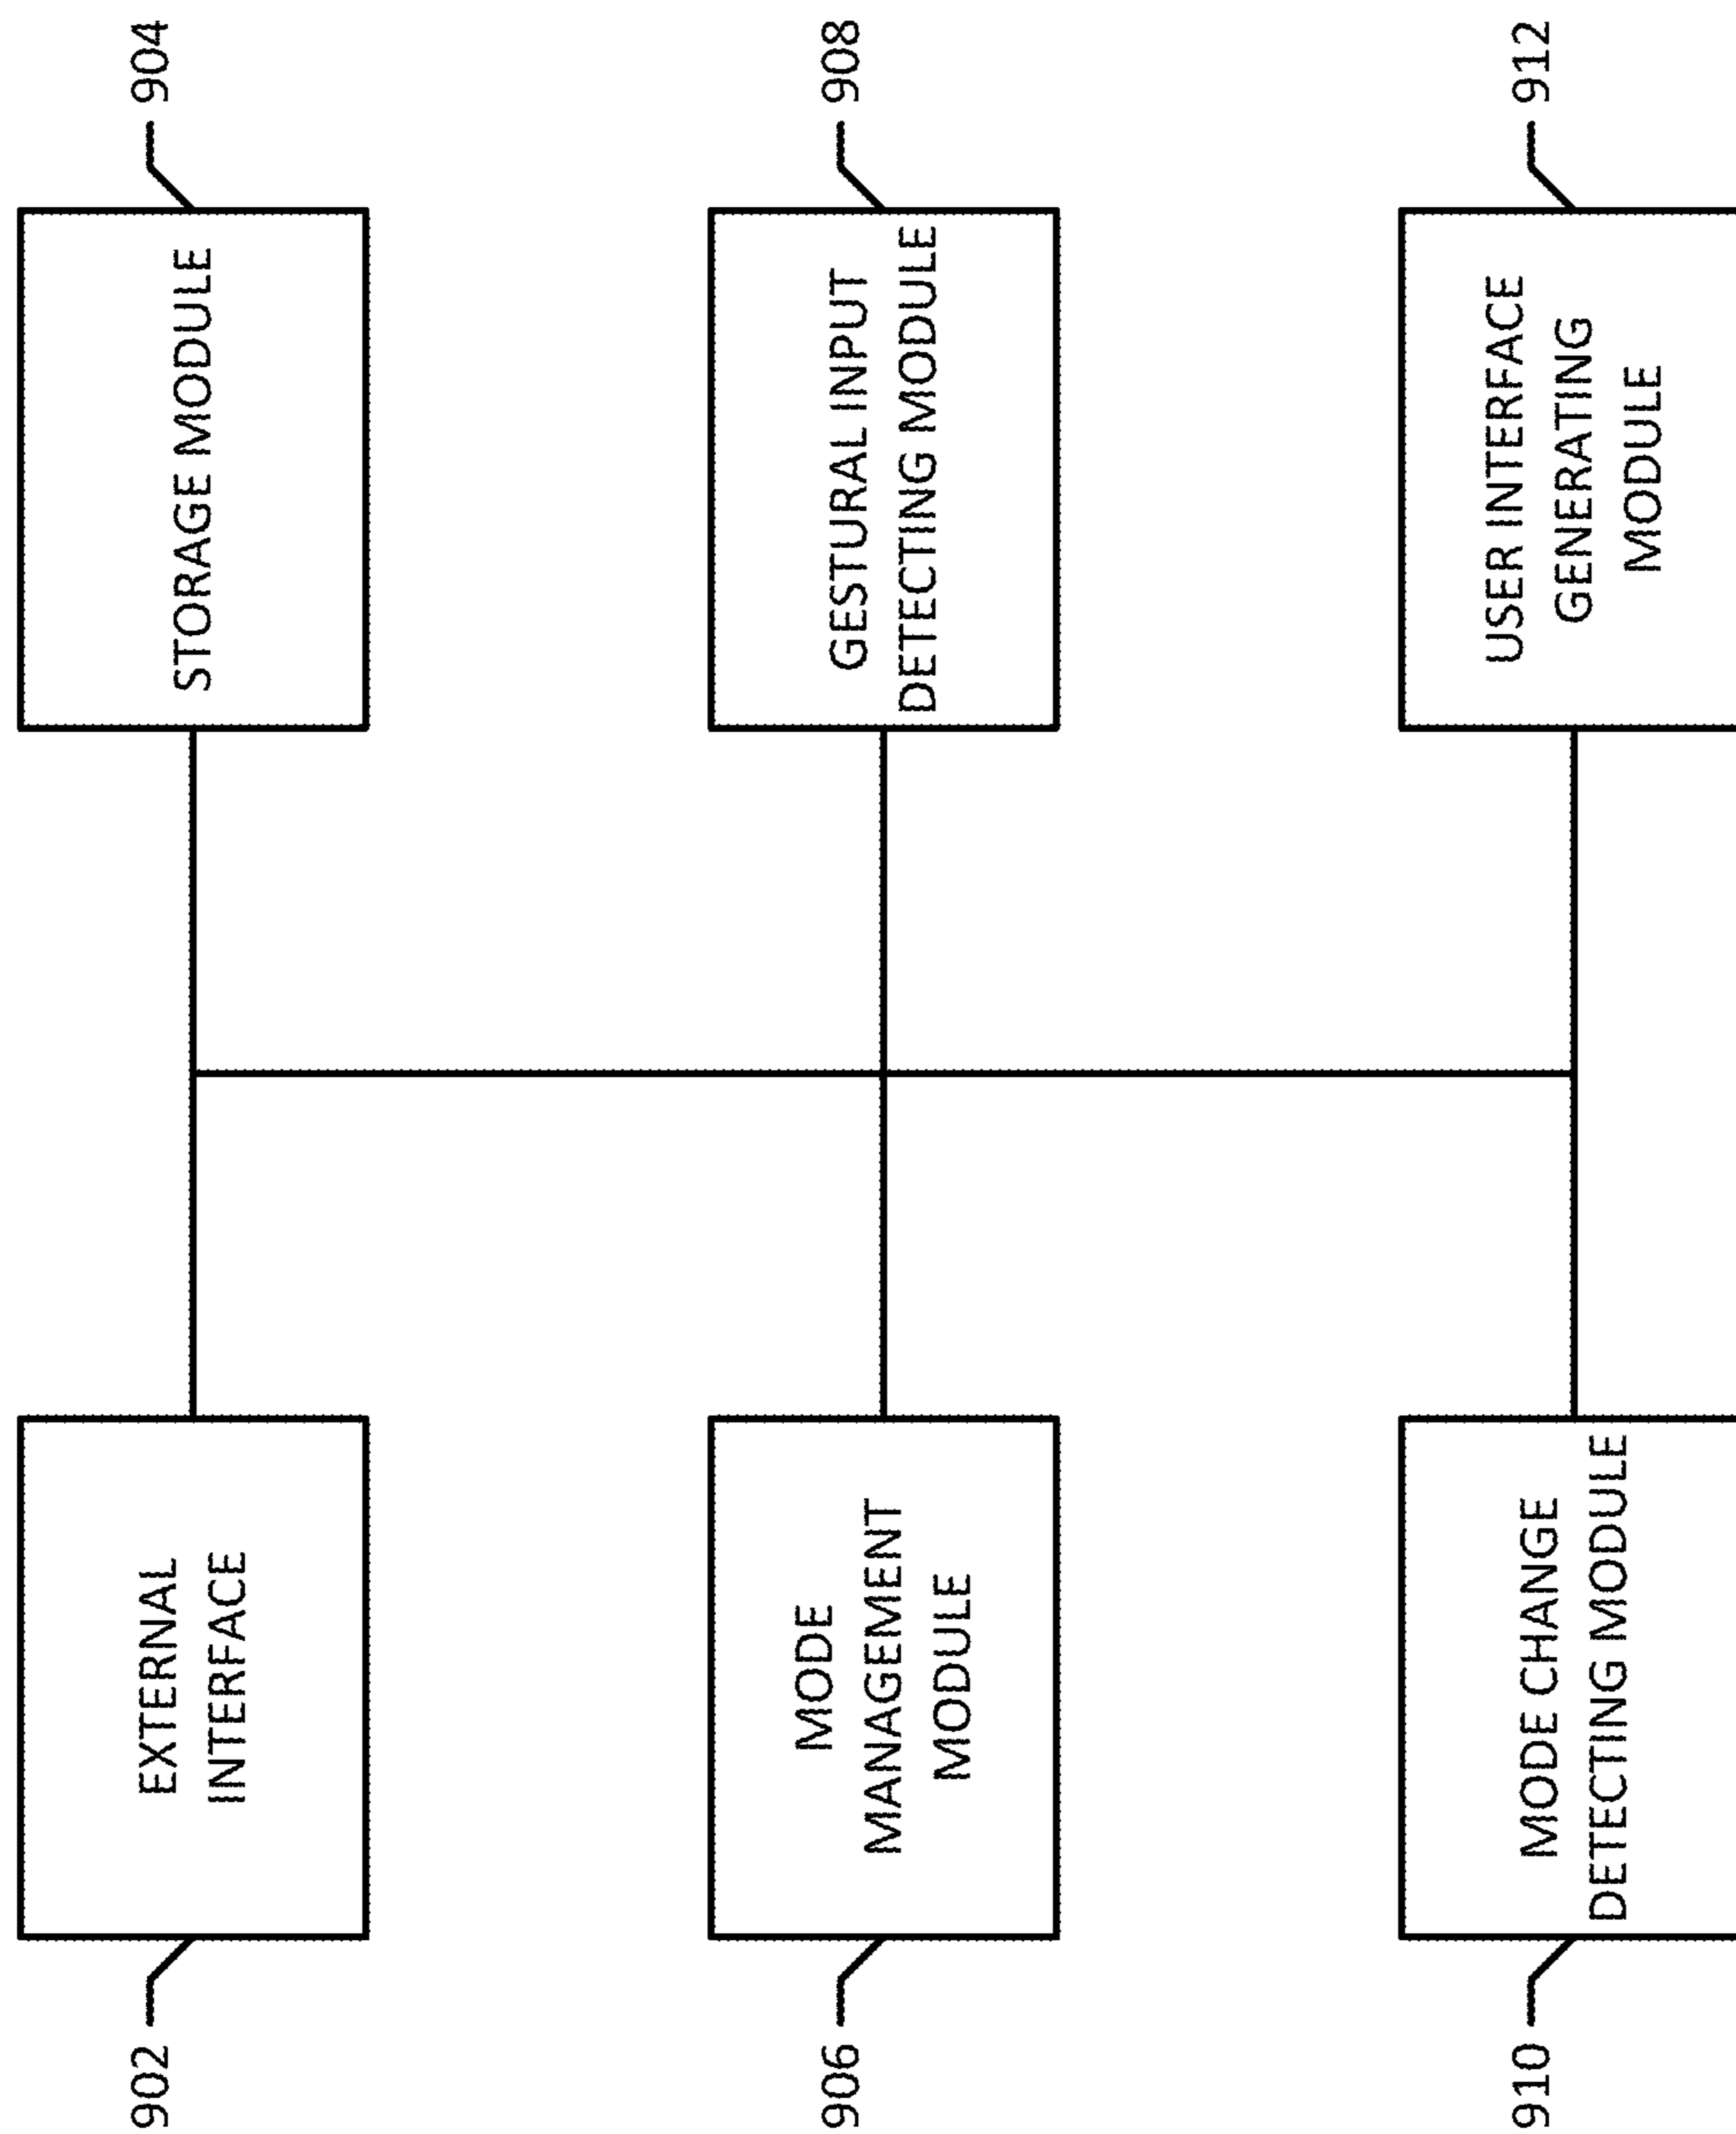 902
EXTERNAL
INTERFACE
STORAGE MODULE
904
906
MODE
MANAGEMENT
MODULE
GESTURAL INPUT
DETECTING MODULE
908
910
MODE CHANGE
DETECTING MODULE
USER INTERFACE
GENERATING
MODULE
912